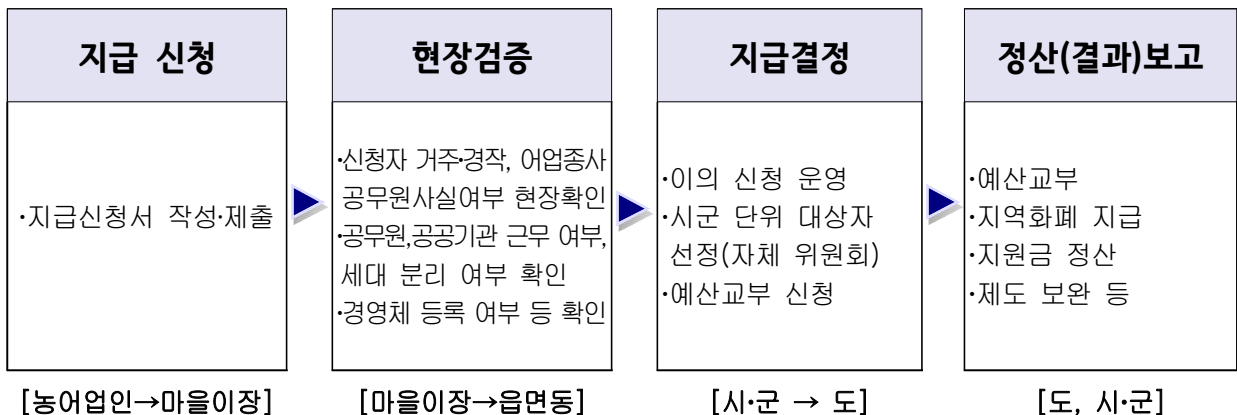 지급 신청
·지급신청서 작성·제출
[농어업인→마을이장]
현장검증
·신청자 거주·경작, 어업종사
공무원사실여부 현장확인
·공무원,공공기관 근무 여부,
세대 분리 여부 확인
·경영체 등록 여부 등 확인
[마을이장→읍면동]
지급결정
·이의 신청 운영
·시군 단위 대상자
선정(자체 위원회)
·예산교부 신청
[시·군 → 도]
정산(결과)보고
·예산교부
·지역화폐 지급
·지원금 정산
·제도 보완 등
[도, 시·군]